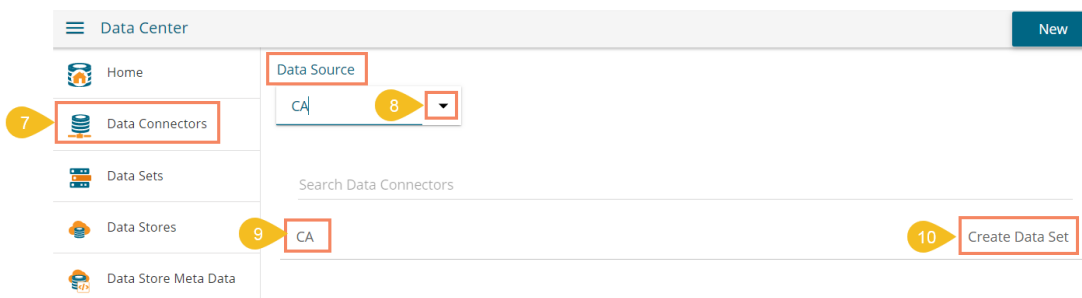 Data Center
New
Home
Data Source
7
Data Connectors
CA
8
Data Sets
Search Data Connectors
Data Stores
9
CA
10
Create Data Set
Data Store Meta Data